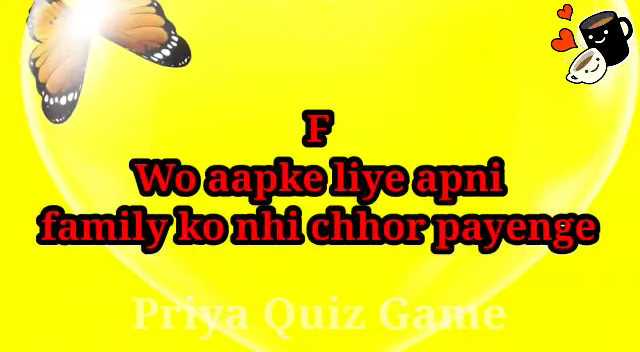 F
Wo aapke liye apni
family ko nhi chhor payenge
Priya Quiz Game